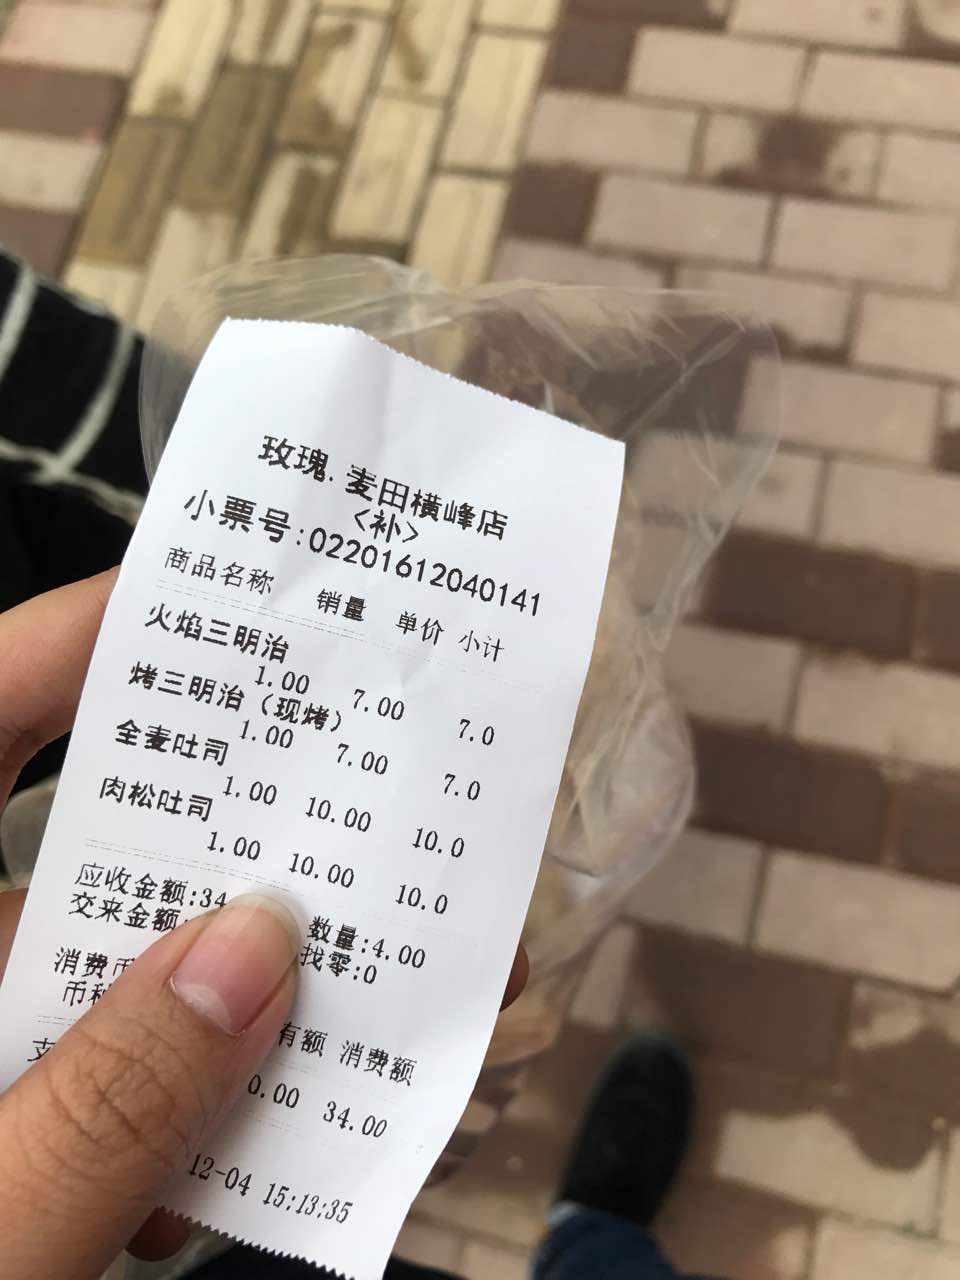 玫瑰.麦田横峰店
<补>
小票号:02201612040141
商品名称 销量 单价 小计
火焰三明治
1.00 7.00 7.0
烤三明治(现烤)
1.00 7.00 7.0
全麦吐司
1.00 10.00 10.0
肉松吐司
1.00 10.00 10.0
应收金额:34 数量:4.00
交来金额 找零:0
消费币
币种 有额 消费额
0.00 34.00
12-04 15:13:35